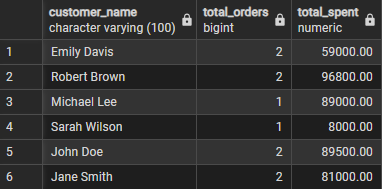 customer_name total_orders total_spent
character varying (100) bigint numeric
1 Emily Davis 2 59000.00
2 Robert Brown 2 96800.00
3 Michael Lee 1 89000.00
4 Sarah Wilson 1 8000.00
5 John Doe 2 89500.00
6 Jane Smith 2 81000.00